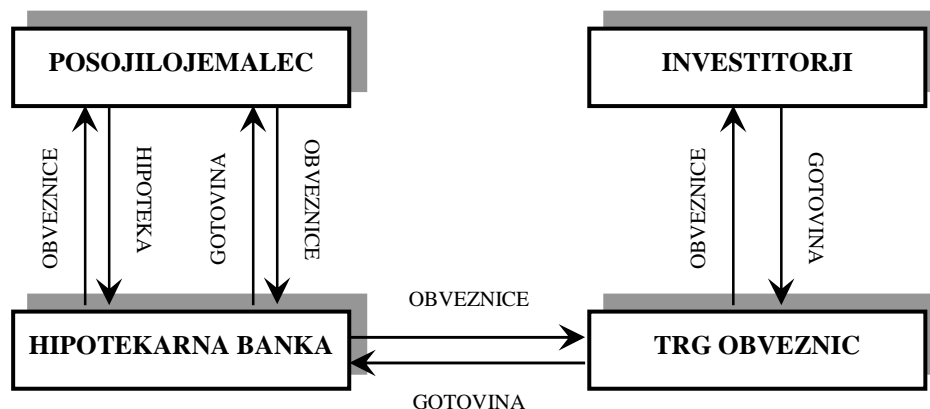 POSOJILOJEMALEC
INVESTITORJI
OBVEZNICE
HIPOTEKA
GOTOVINA
OBVEZNICE
OBVEZNICE
GOTOVINA
HIPOTEKARNA BANKA
OBVEZNICE
TRG OBVEZNIC
GOTOVINA